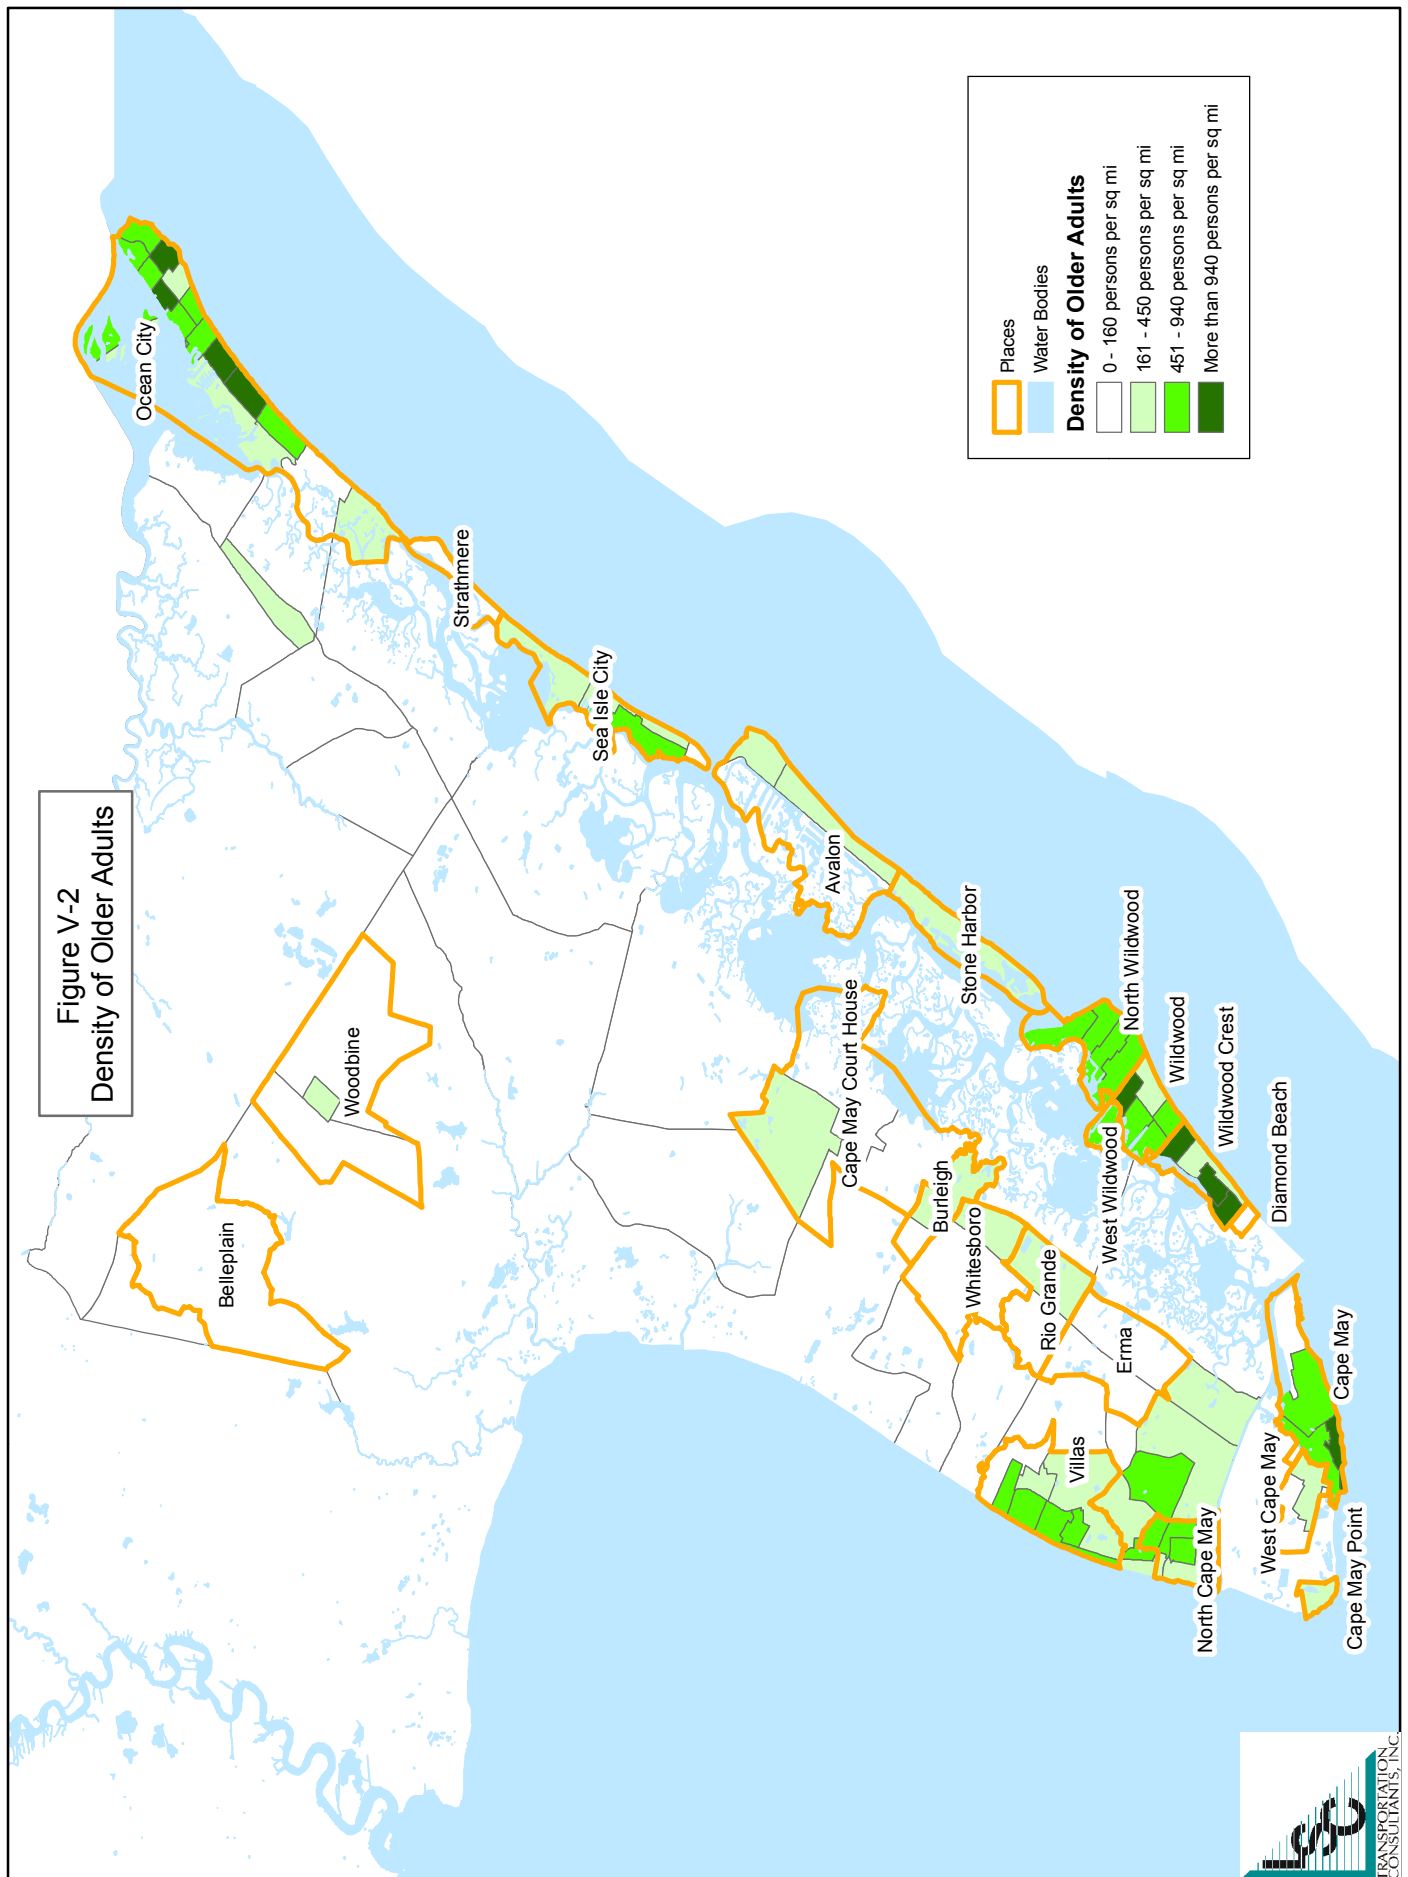 Figure V-2
Density of Older Adults
Ocean City
Strathmere
Sea Isle City
Avalon
Stone Harbor
North Wildwood
Wildwood
Wildwood Crest
Diamond Beach
West Wildwood
Woodbine
Belleplain
Cape May Court House
Burleigh
Whitesboro
Rio Grande
Erma
Villas
North Cape May
West Cape May
Cape May
Cape May Point
Places
Water Bodies
Density of Older Adults
0 - 160 persons per sq mi
161 - 450 persons per sq mi
451 - 940 persons per sq mi
More than 940 persons per sq mi
LSC
TRANSPORTATION
CONSULTANTS, INC.